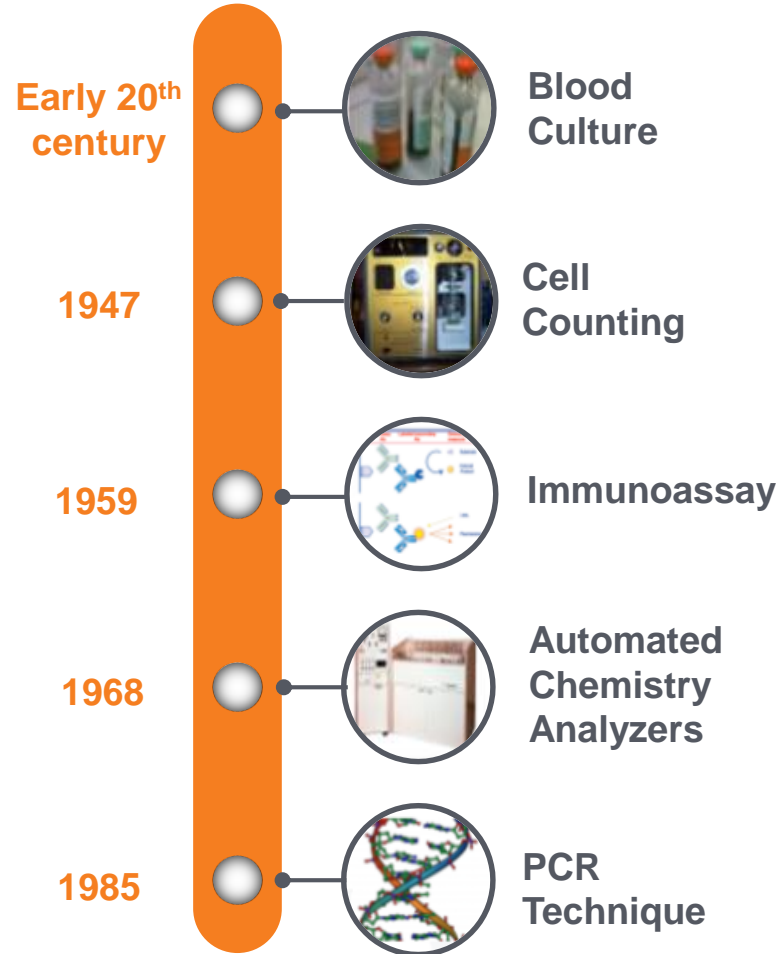 Early 20th
century
Blood
Culture
1947
Cell
Counting
1959
Immunoassay
1968
Automated
Chemistry
Analyzers
1985
PCR
Technique